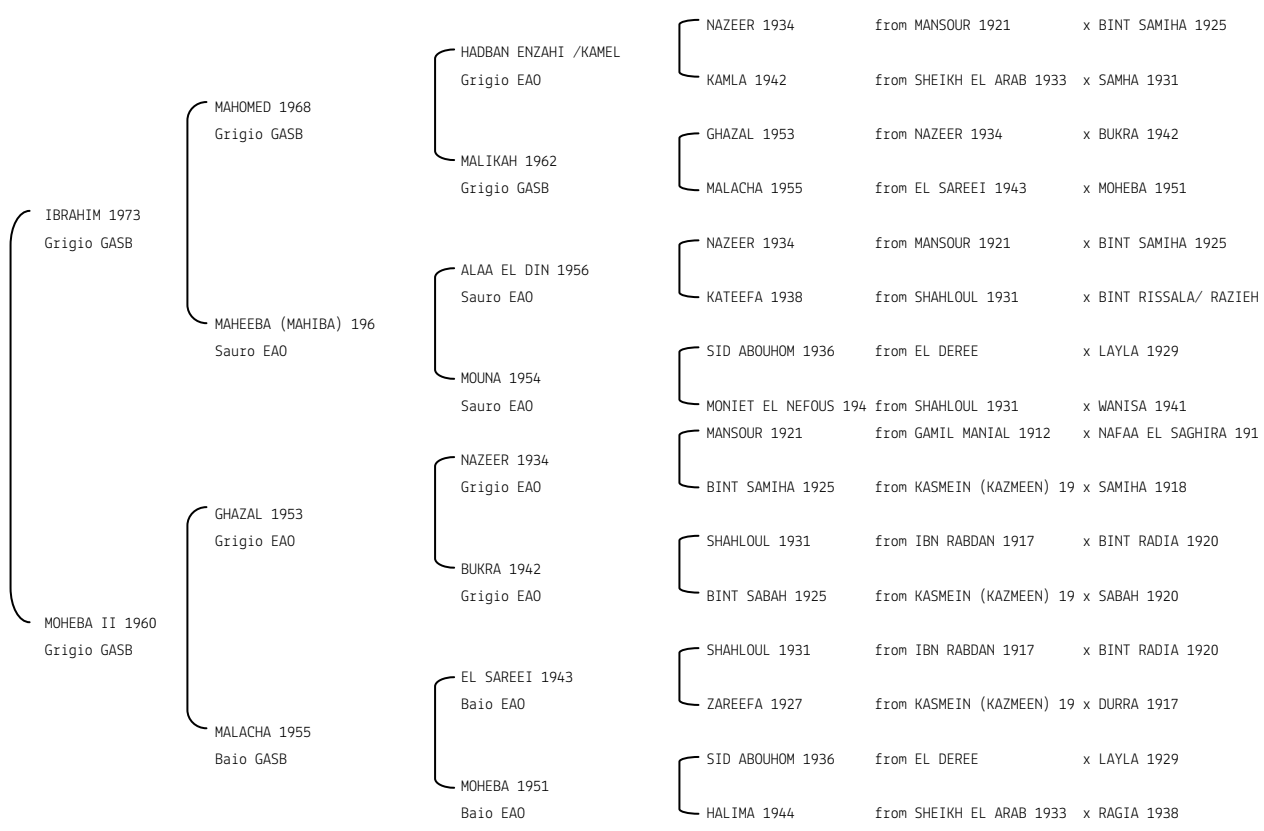 NAZEER 1934 from MANSOUR 1921 x BINT SAMIHA 1925
HADBAN ENZAHI /KAMEL
Grigio EAO KAMLA 1942 from SHEIKH EL ARAB 1933 x SAMHA 1931
MAHOMED 1968
Grigio GASB GHAZAL 1953 from NAZEER 1934 x BUKRA 1942
MALIKAH 1962
Grigio GASB MALACHA 1955 from EL SAREEI 1943 x MOHEBA 1951
IBRAHIM 1973
Grigio GASB NAZEER 1934 from MANSOUR 1921 x BINT SAMIHA 1925
ALAA EL DIN 1956
Sauro EAO KATEEFA 1938 from SHAHLOUL 1931 x BINT RISSALA/ RAZIEH
MAHEEBA (MAHIBA) 196
Sauro EAO SID ABOUHOM 1936 from EL DEREE x LAYLA 1929
MOUNA 1954
Sauro EAO MONIET EL NEFOUS 194 from SHAHLOUL 1931 x WANISA 1941
MANSOUR 1921 from GAMIL MANIAL 1912 x NAFAA EL SAGHIRA 191
NAZEER 1934
Grigio EAO BINT SAMIHA 1925 from KASMEIN (KAZMEEN) 19 x SAMIHA 1918
GHAZAL 1953
Grigio EAO SHAHLOUL 1931 from IBN RABDAN 1917 x BINT RADIA 1920
BUKRA 1942
Grigio EAO BINT SABAH 1925 from KASMEIN (KAZMEEN) 19 x SABAH 1920
MOHEBA II 1960
Grigio GASB SHAHLOUL 1931 from IBN RABDAN 1917 x BINT RADIA 1920
EL SAREEI 1943
Baio EAO ZAREEFA 1927 from KASMEIN (KAZMEEN) 19 x DURRA 1917
MALACHA 1955
Baio GASB SID ABOUHOM 1936 from EL DEREE x LAYLA 1929
MOHEBA 1951
Baio EAO HALIMA 1944 from SHEIKH EL ARAB 1933 x RAGIA 1938